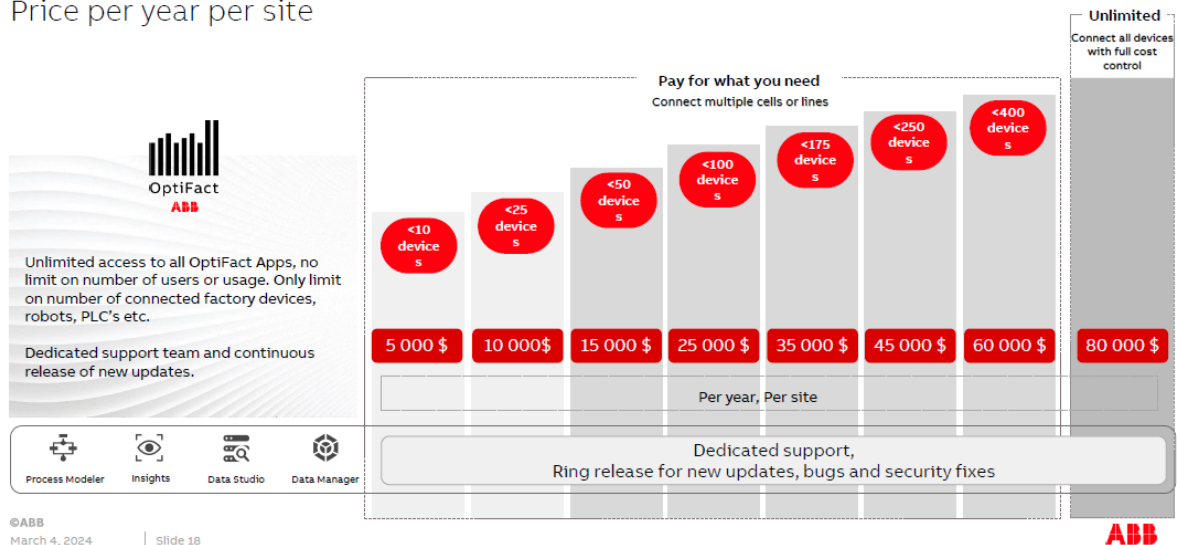 Price per year per site
Unlimited
Connect all devices
with full cost
control
Pay for what you need
Connect multiple cells or lines
<10
device
s
<25
device
s
<50
device
s
<100
device
s
<175
device
s
<250
device
s
<400
device
s
OptiFact
ABB
Unlimited access to all OptiFact Apps, no
limit on number of users or usage. Only limit
on number of connected factory devices,
robots, PLC's etc.
Dedicated support team and continuous
release of new updates.
5 000 $
10 000$
15 000 $
25 000 $
35 000 $
45 000 $
60 000 $
80 000 $
Per year, Per site
Process Modeler
Insights
Data Studio
Data Manager
Dedicated support,
Ring release for new updates, bugs and security fixes
©ABB
March 4, 2024
Slide 18
ABB